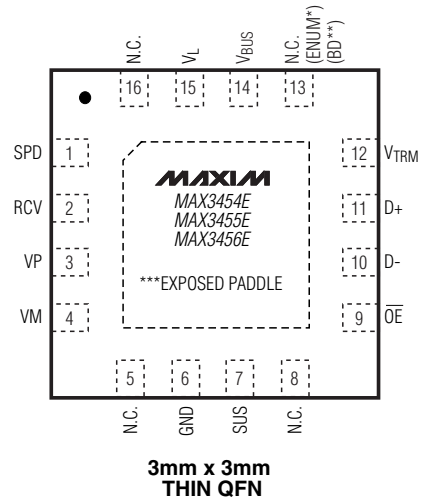 N.C.
VL
VBUS
N.C.
(ENUM*)
(BD**)
16
15
14
13
SPD 1
RCV 2
VP 3
VM 4
MAXIM
MAX3454E
MAX3455E
MAX3456E
***EXPOSED PADDLE
12 VTRM
11 D+
10 D-
9 OE
5
6
7
8
N.C.
GND
SUS
N.C.
3mm x 3mm
THIN QFN